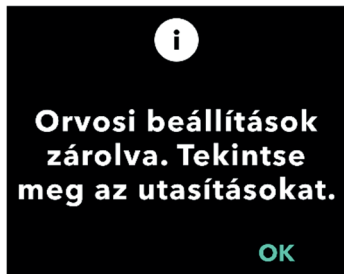 i
Orvosi beállítások
zárolva. Tekintse
meg az utasításokat.
OK